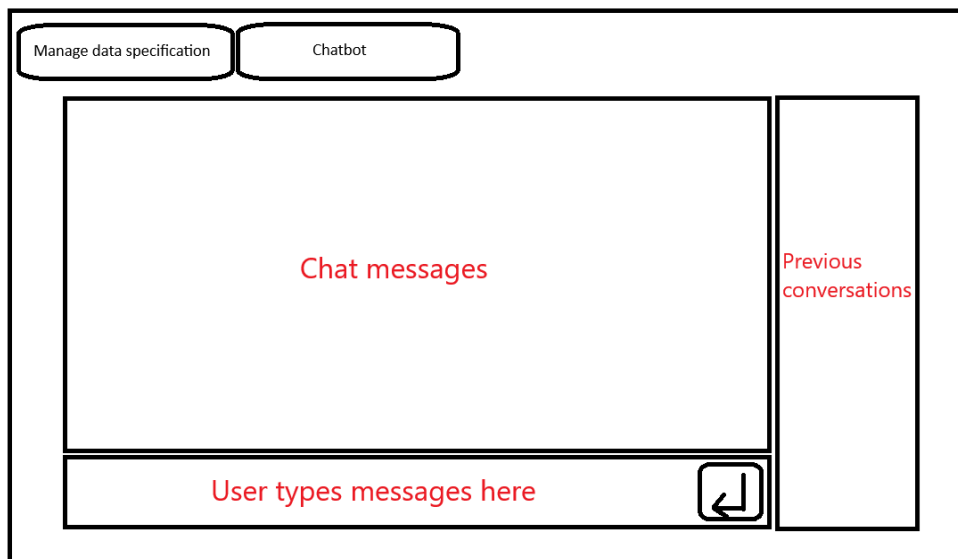 Manage data specification
Chatbot
Chat messages
Previous
conversations
User types messages here